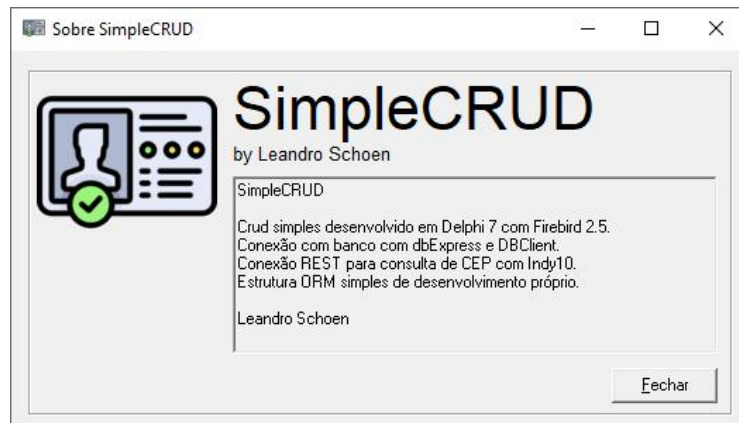 Sobre SimpleCRUD
SimpleCRUD
by Leandro Schoen
SimpleCRUD
Crud simples desenvolvido em Delphi 7 com Firebird 2.5.
Conexão com banco com dbExpress e DBClient.
Conexão REST para consulta de CEP com Indy10.
Estrutura ORM simples de desenvolvimento próprio.
Leandro Schoen
Fechar